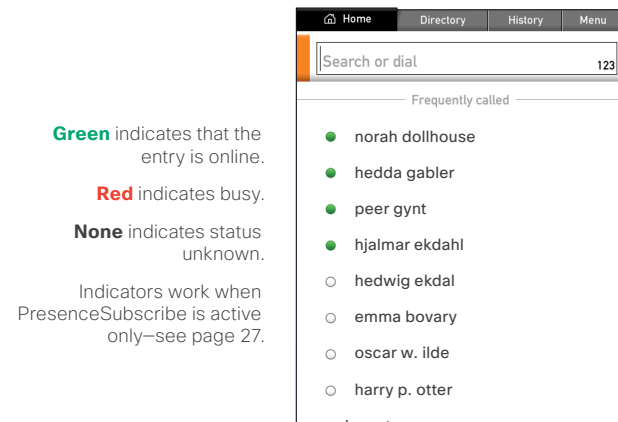 Home
Directory
History
Menu
Search or dial
123
Frequently called
norah dollhouse
hedda gabler
peer gynt
hjalmar ekdahl
hedwig ekdal
emma bovary
oscar w. ilde
harry p. otter
Green indicates that the
entry is online.
Red indicates busy.
None indicates status
unknown.
Indicators work when
PresenceSubscribe is active
only—see page 27.